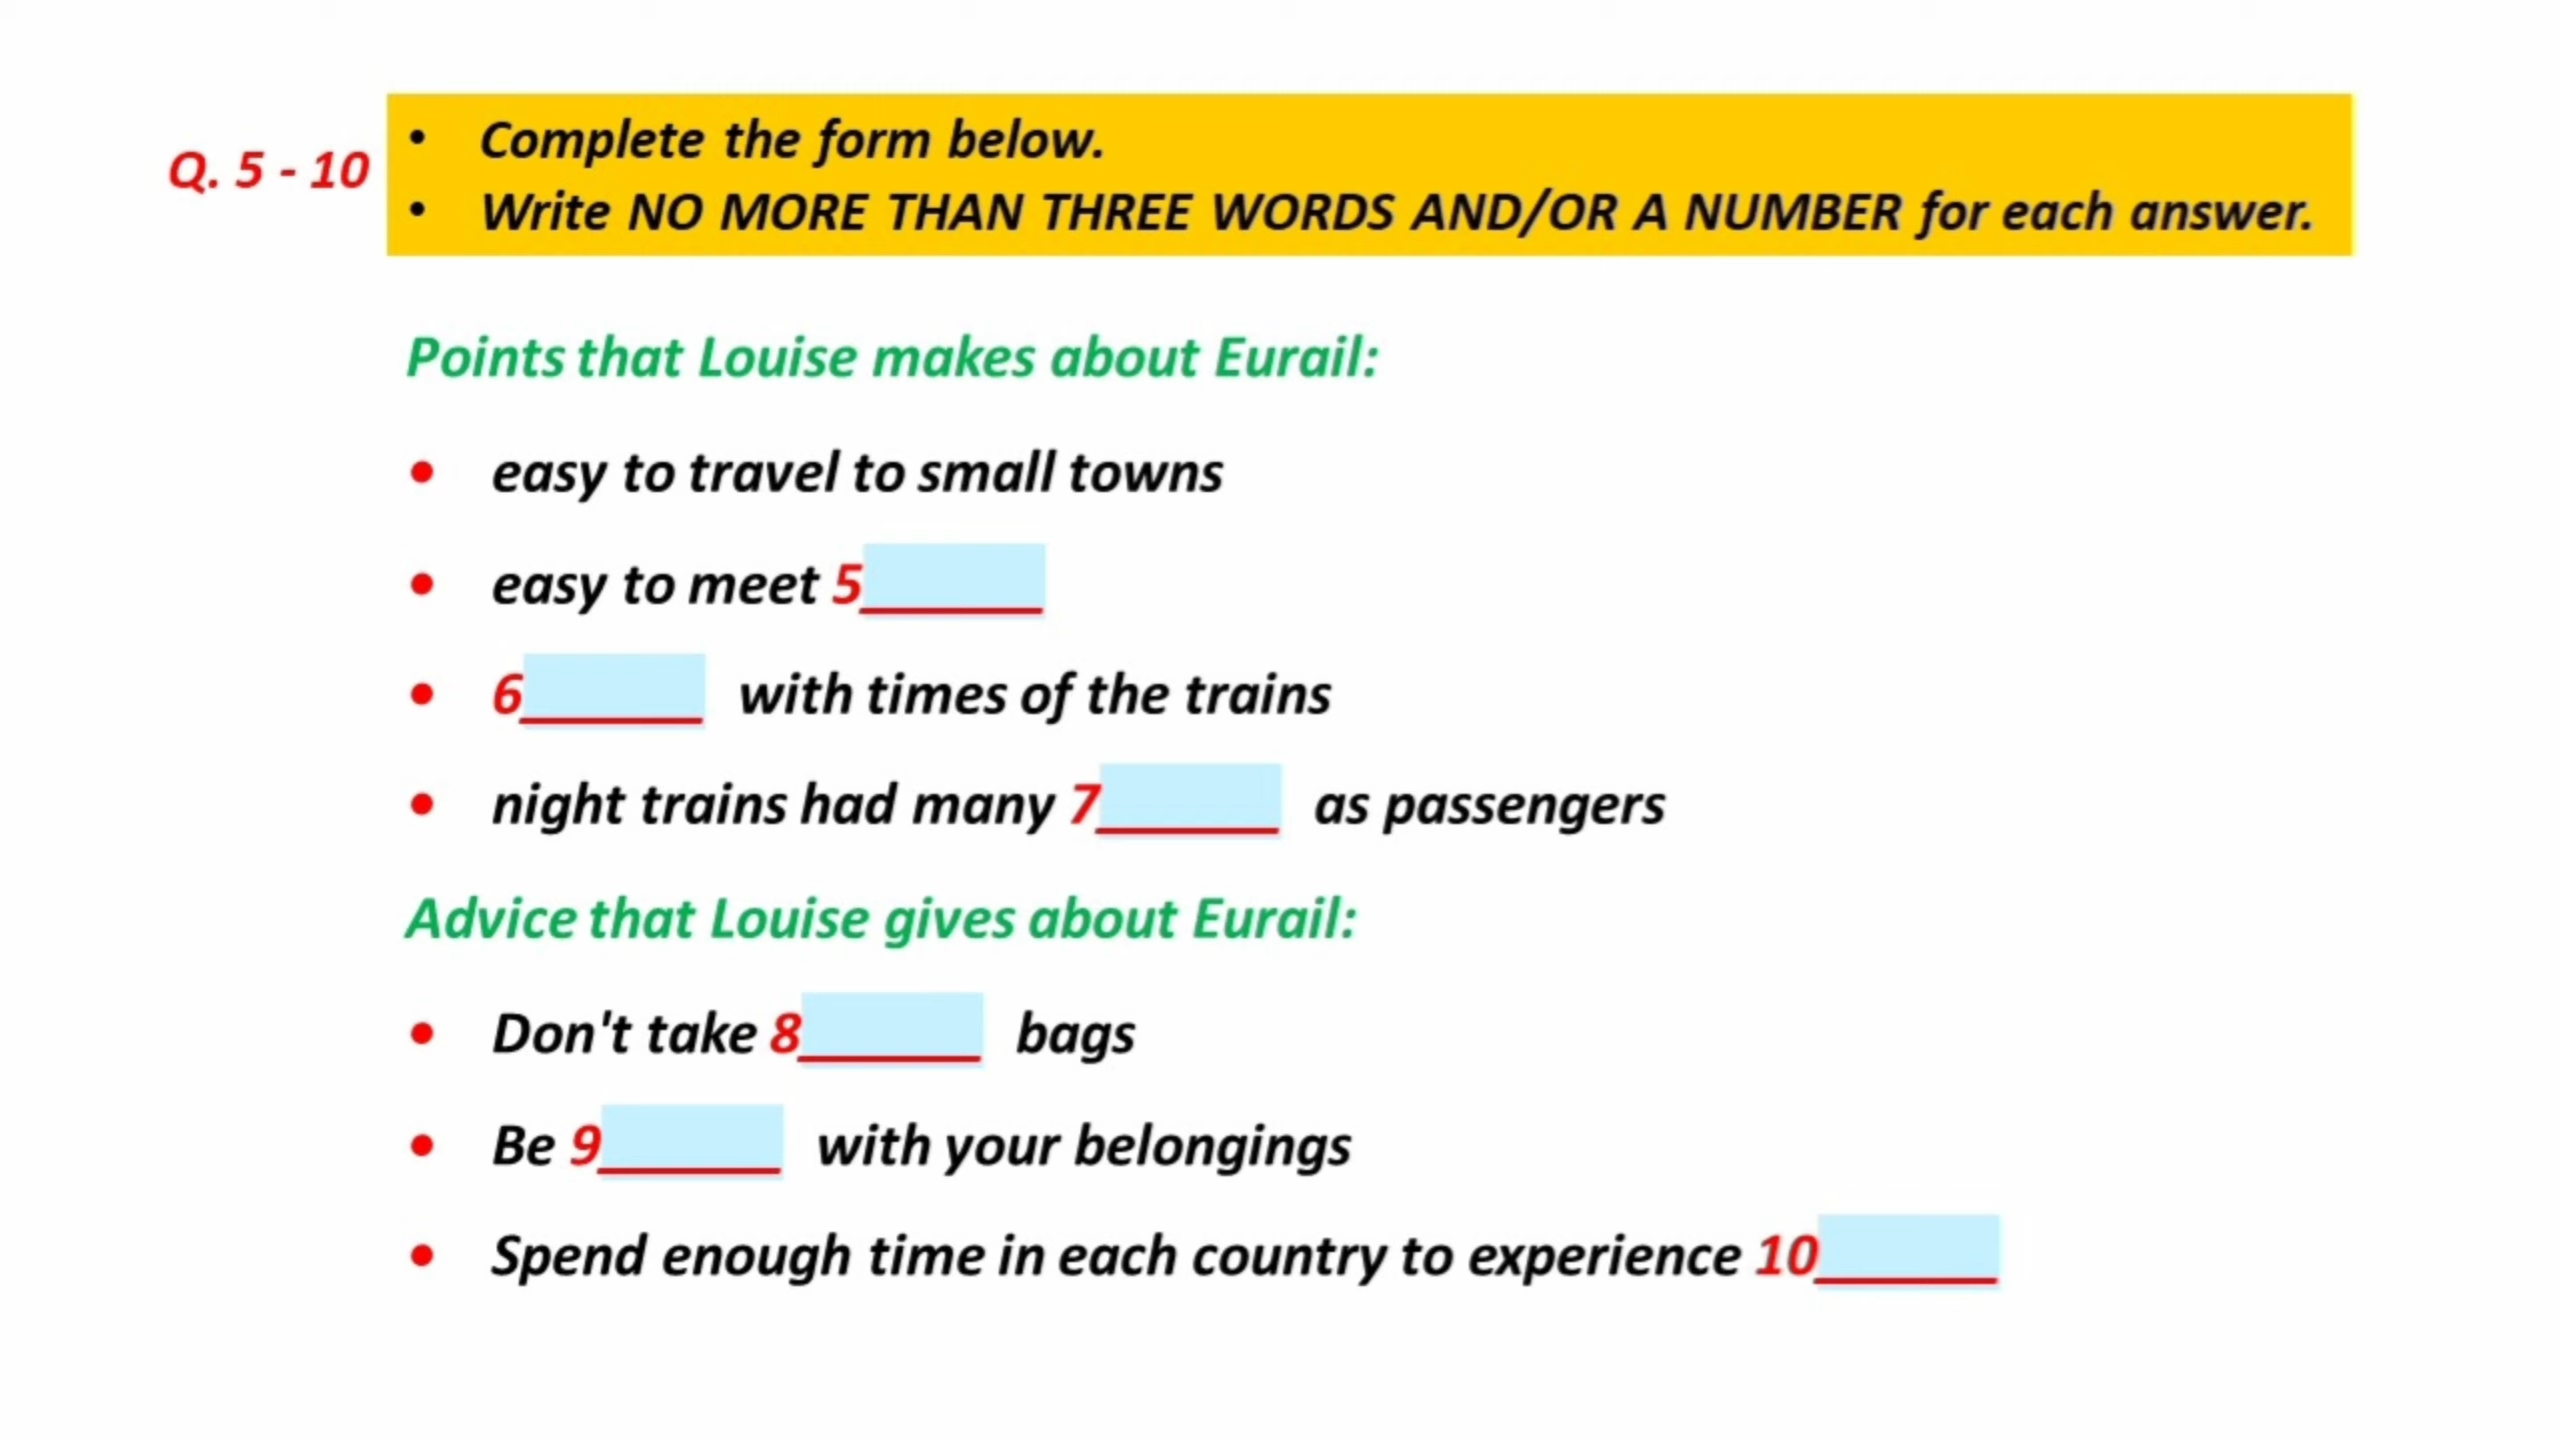 Q. 5 - 10
• Complete the form below.
• Write NO MORE THAN THREE WORDS AND/OR A NUMBER for each answer.
Points that Louise makes about Eurail:
• easy to travel to small towns
• easy to meet 5______
• 6______ with times of the trains
• night trains had many 7______ as passengers
Advice that Louise gives about Eurail:
• Don't take 8______ bags
• Be 9______ with your belongings
• Spend enough time in each country to experience 10______